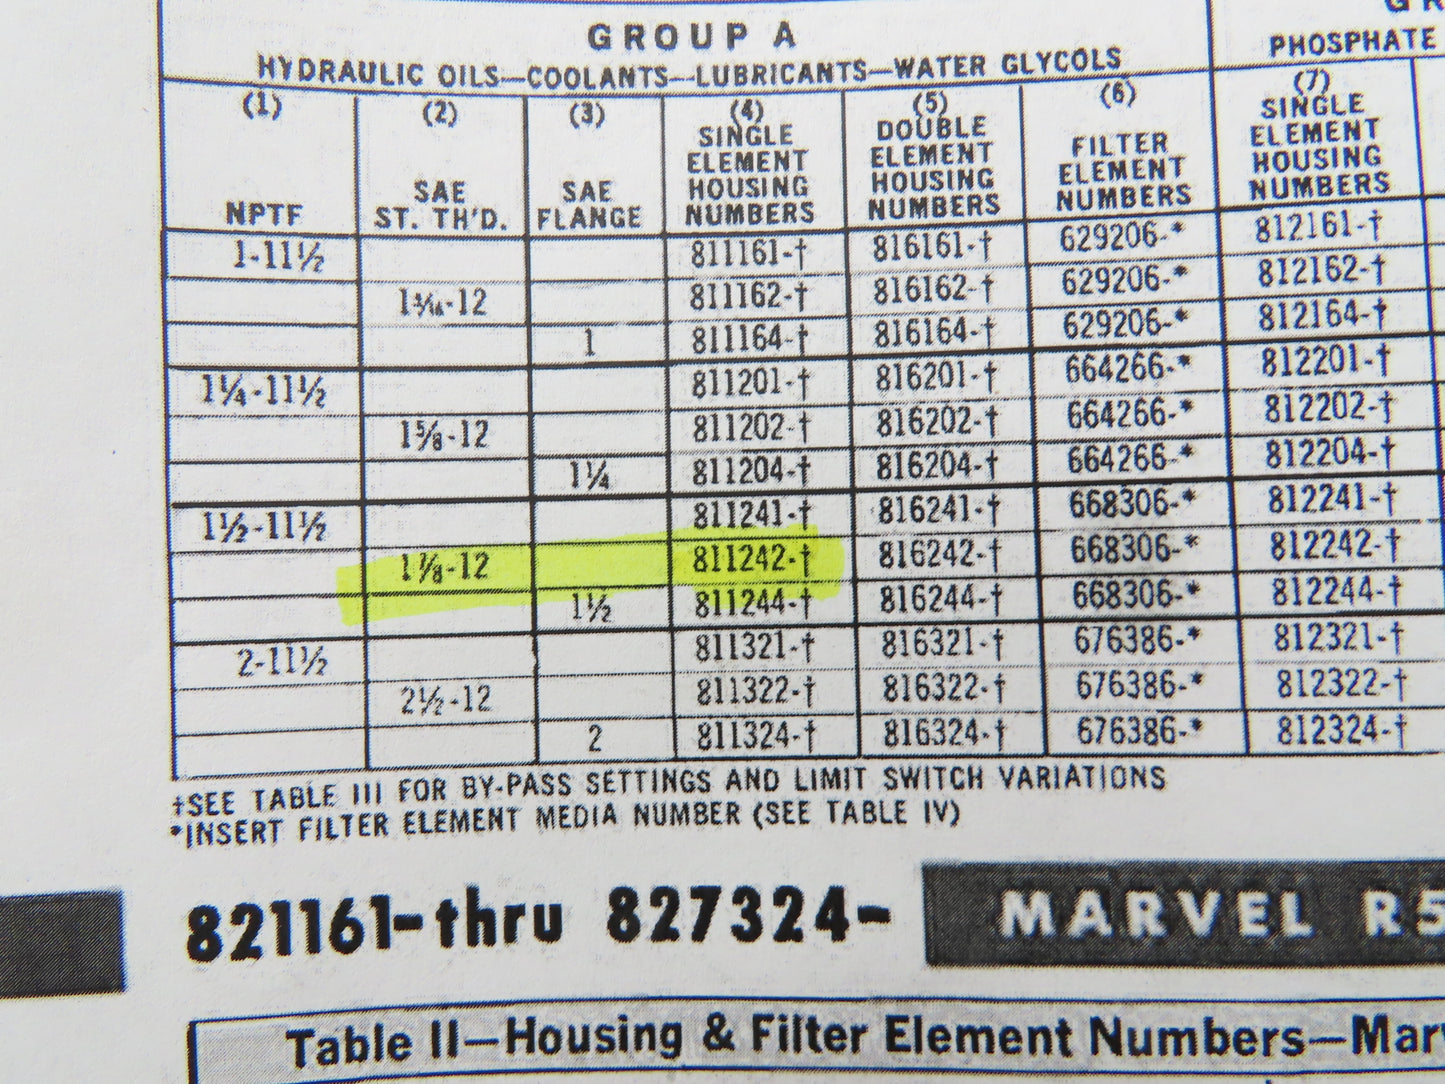 GR
GROUP A
PHOSPHATE
HYDRAULIC OILS—COOLANTS—LUBRICANTS—WATER GLYCOLS
(1) (2) (3) (4) (5) (6) (7)
NPTF SAE ST. TH'D. SAE FLANGE SINGLE ELEMENT HOUSING NUMBERS DOUBLE ELEMENT HOUSING NUMBERS FILTER ELEMENT NUMBERS SINGLE ELEMENT HOUSING NUMBERS
1-11½ 811161-† 816161-† 629206-* 812161-†
1 5/16-12 811162-† 816162-† 629206-* 812162-†
1 811164-† 816164-† 629206-* 812164-†
1¼-11½ 811201-† 816201-† 664266-* 812201-†
1⅝-12 811202-† 816202-† 664266-* 812202-†
1¼ 811204-† 816204-† 664266-* 812204-†
1½-11½ 811241-† 816241-† 668306-* 812241-†
1⅞-12 811242-† 816242-† 668306-* 812242-†
1½ 811244-† 816244-† 668306-* 812244-†
2-11½ 811321-† 816321-† 676386-* 812321-†
2½-12 811322-† 816322-† 676386-* 812322-†
2 811324-† 816324-† 676386-* 812324-†
†SEE TABLE III FOR BY-PASS SETTINGS AND LIMIT SWITCH VARIATIONS
*INSERT FILTER ELEMENT MEDIA NUMBER (SEE TABLE IV)
821161-thru 827324- MARVEL R5
Table II—Housing & Filter Element Numbers—Marv